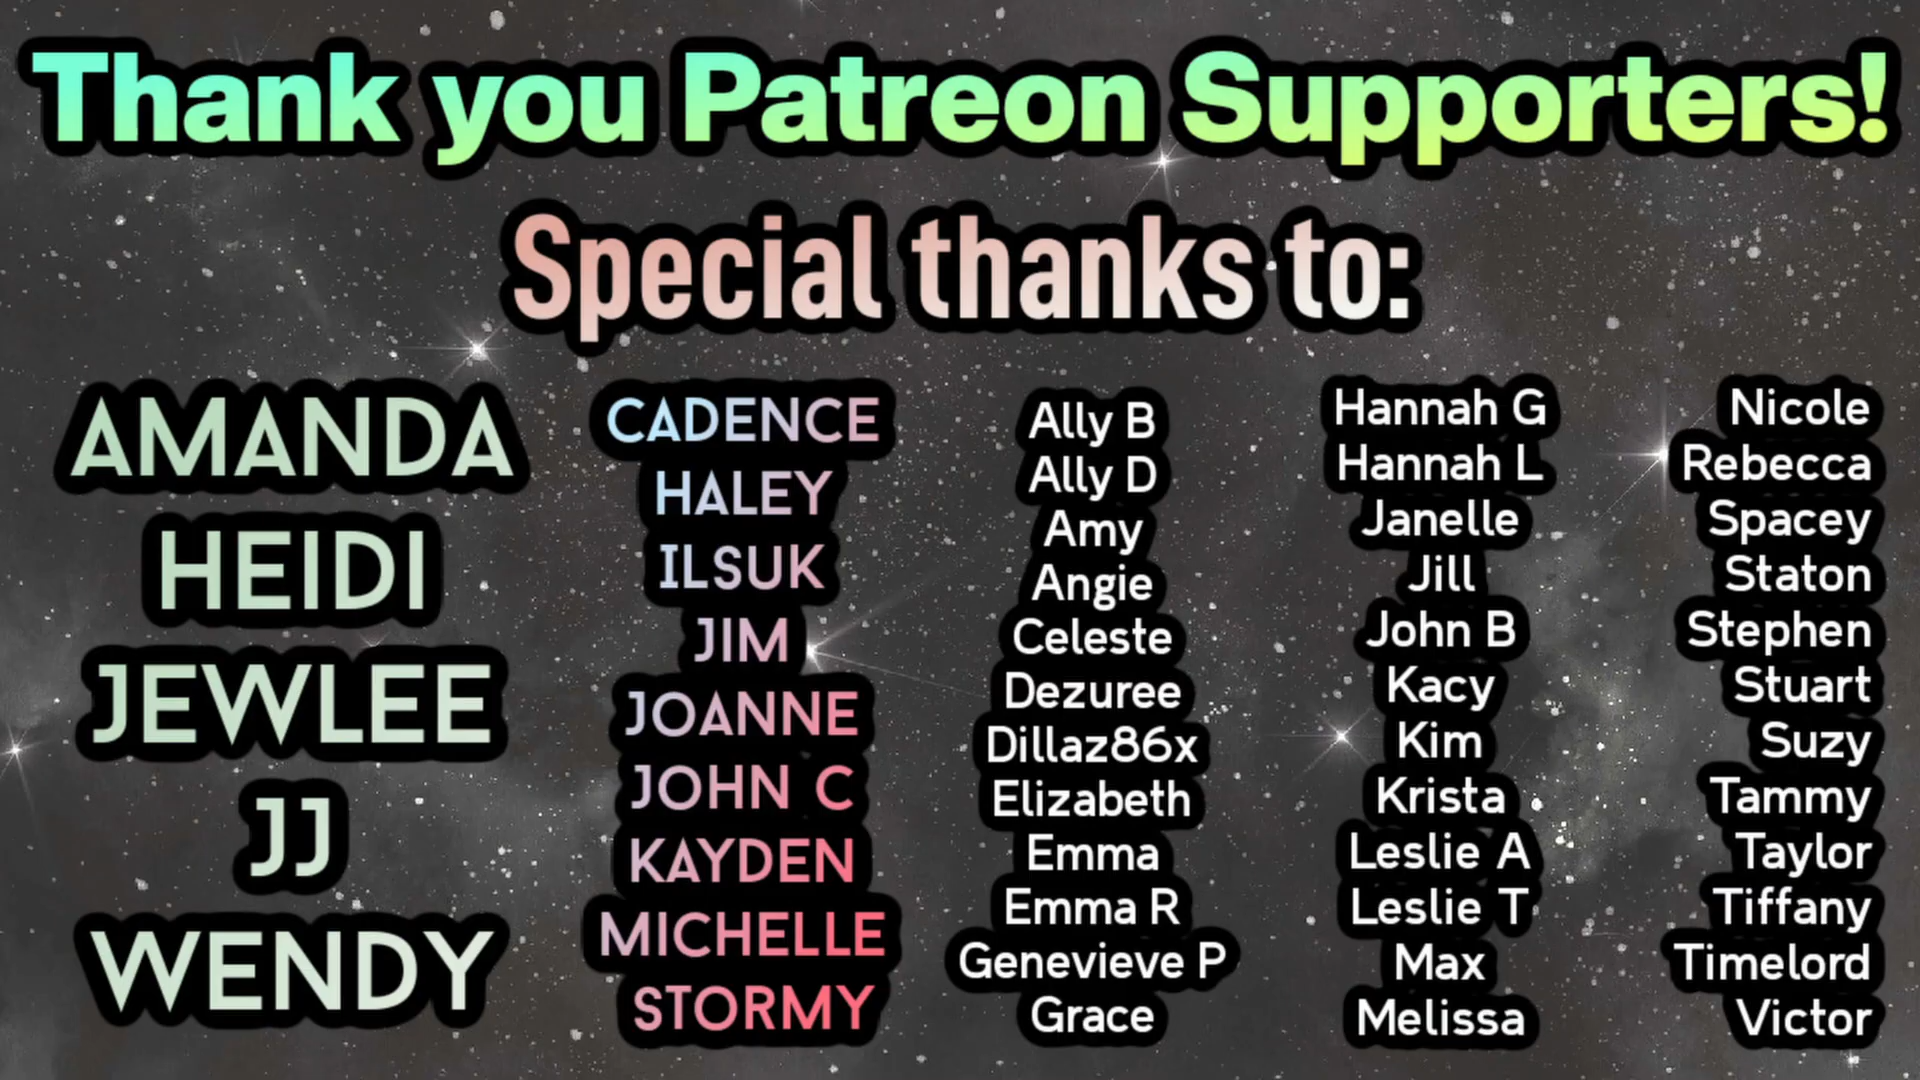 Thank you Patreon Supporters!
Special thanks to:
AMANDA
HEIDI
JEWLEE
JJ
WENDY
CADENCE
HALEY
ILSUK
JIM
JOANNE
JOHN C
KAYDEN
MICHELLE
STORMY
Ally B
Ally D
Amy
Angie
Celeste
Dezuree
Dillaz86x
Elizabeth
Emma
Emma R
Genevieve P
Grace
Hannah G
Hannah L
Janelle
Jill
John B
Kacy
Kim
Krista
Leslie A
Leslie T
Max
Melissa
Nicole
Rebecca
Spacey
Staton
Stephen
Stuart
Suzy
Tammy
Taylor
Tiffany
Timelord
Victor